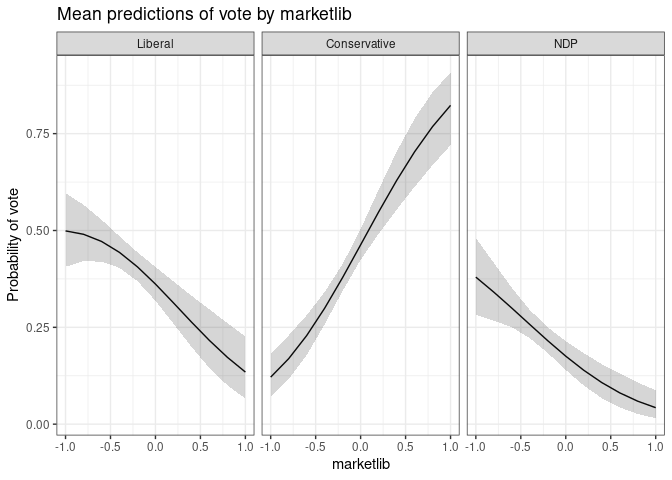 Mean predictions of vote by marketlib
Liberal
Conservative
NDP
Probability of vote
0.75
0.50
0.25
0.00
-1.0 -0.5 0.0 0.5 1.0
-1.0 -0.5 0.0 0.5 1.0
-1.0 -0.5 0.0 0.5 1.0
marketlib